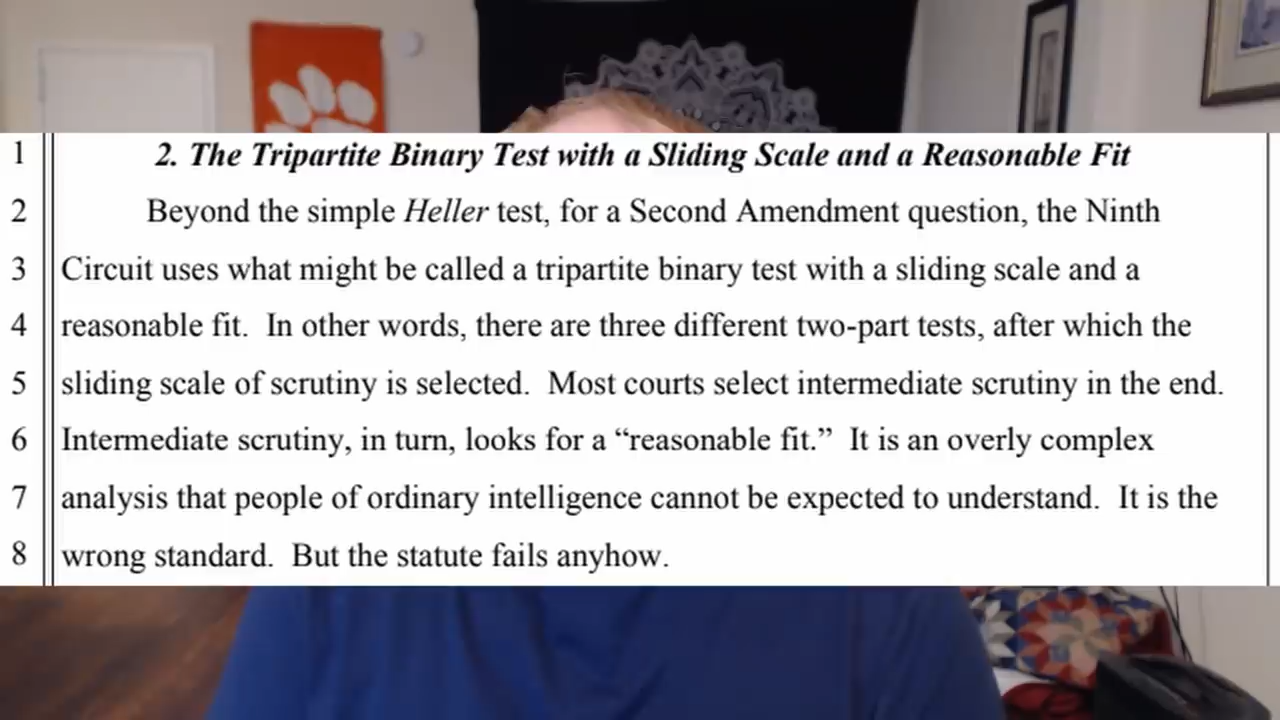 1 2. The Tripartite Binary Test with a Sliding Scale and a Reasonable Fit
2 Beyond the simple Heller test, for a Second Amendment question, the Ninth
3 Circuit uses what might be called a tripartite binary test with a sliding scale and a
4 reasonable fit.  In other words, there are three different two-part tests, after which the
5 sliding scale of scrutiny is selected.  Most courts select intermediate scrutiny in the end.
6 Intermediate scrutiny, in turn, looks for a “reasonable fit.”  It is an overly complex
7 analysis that people of ordinary intelligence cannot be expected to understand.  It is the
8 wrong standard.  But the statute fails anyhow.